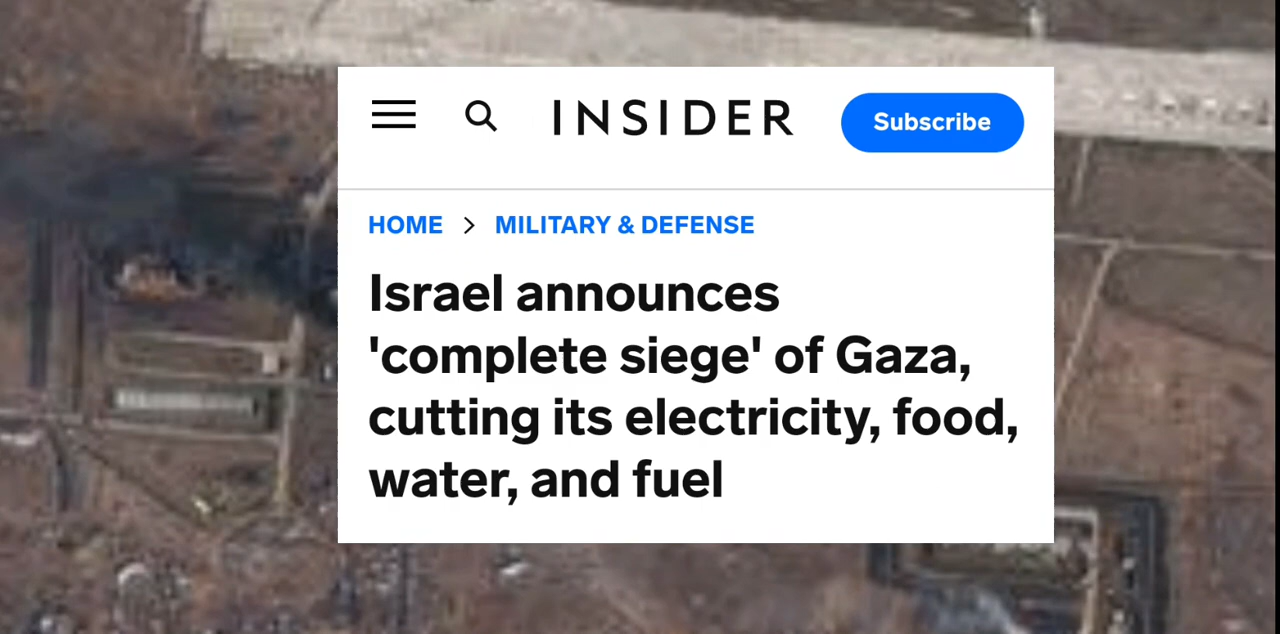 INSIDER
Subscribe
HOME > MILITARY & DEFENSE
Israel announces
'complete siege' of Gaza,
cutting its electricity, food,
water, and fuel